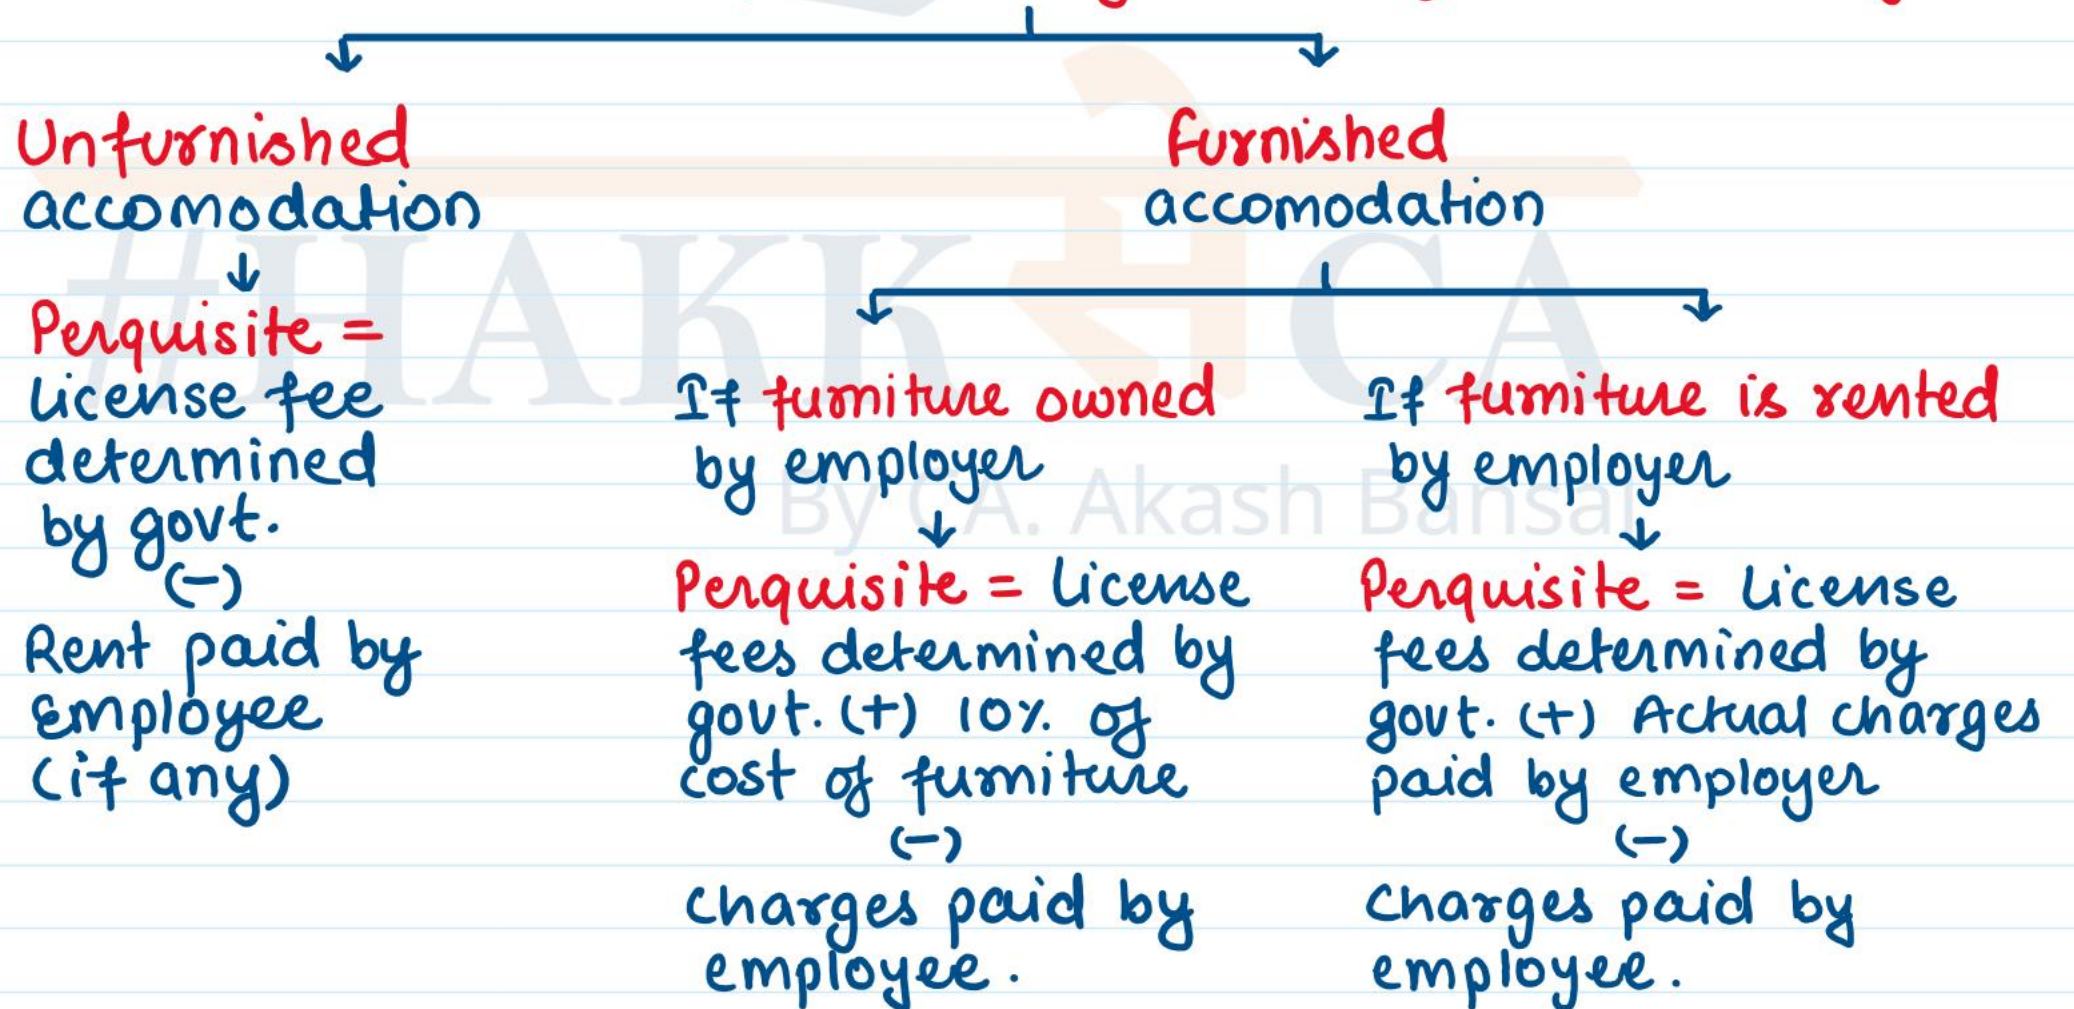 Unfurnished
accomodation
Perquisite =
License fee
determined
by govt.
(-)
Rent paid by
Employee
(if any)
furnished
accomodation
If furniture owned
by employer
Perquisite = License
fees determined by
govt. (+) 10% of
cost of furniture
(-)
Charges paid by
employee.
If furniture is rented
by employer
Perquisite = License
fees determined by
govt. (+) Actual charges
paid by employer
(-)
Charges paid by
employee.
#HAKK से CA
By CA. Akash Bansal